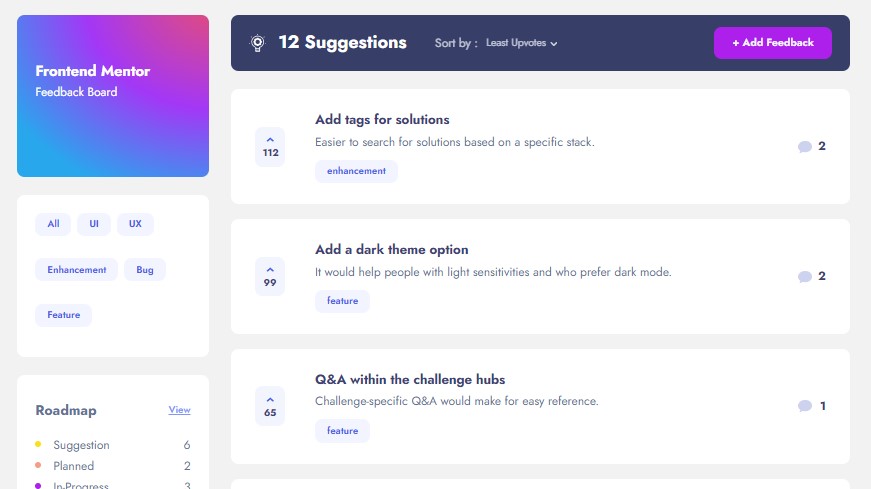 Frontend Mentor
Feedback Board
All UI UX
Enhancement Bug
Feature
Roadmap View
Suggestion 6
Planned 2
In-Progress 3
12 Suggestions Sort by : Least Upvotes + Add Feedback
Add tags for solutions
Easier to search for solutions based on a specific stack.
enhancement
112
2
Add a dark theme option
It would help people with light sensitivities and who prefer dark mode.
feature
99
2
Q&A within the challenge hubs
Challenge-specific Q&A would make for easy reference.
feature
65
1